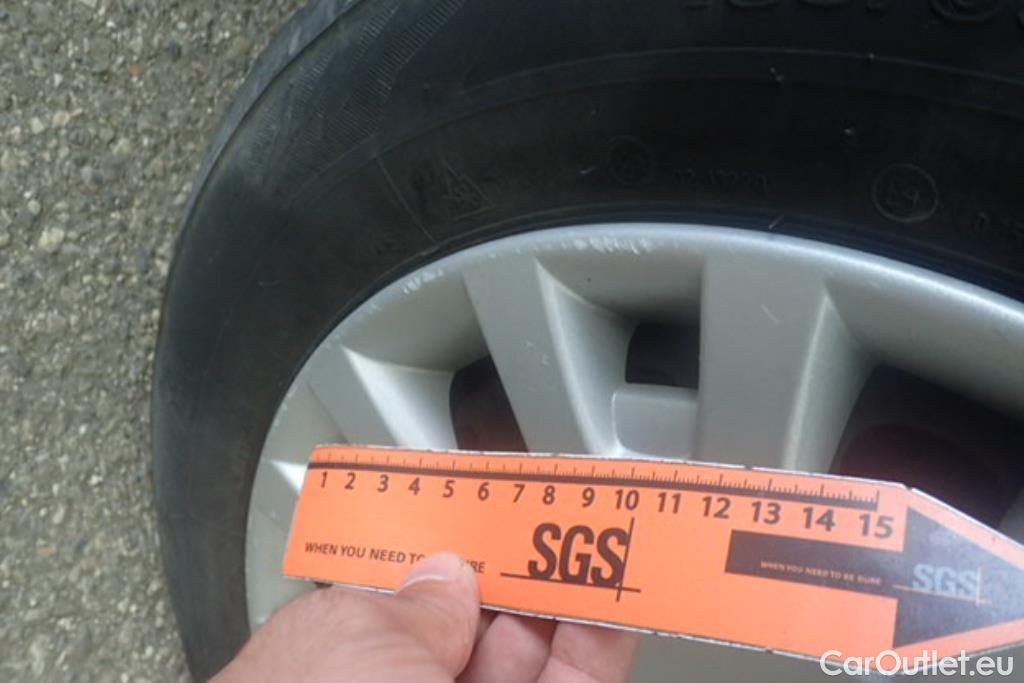 E4
1 2 3 4 5 6 7 8 9 10 11 12 13 14 15
WHEN YOU NEED TO URE
SGS
WHEN YOU NEED TO BE SURE
SGS
CarOutlet.eu